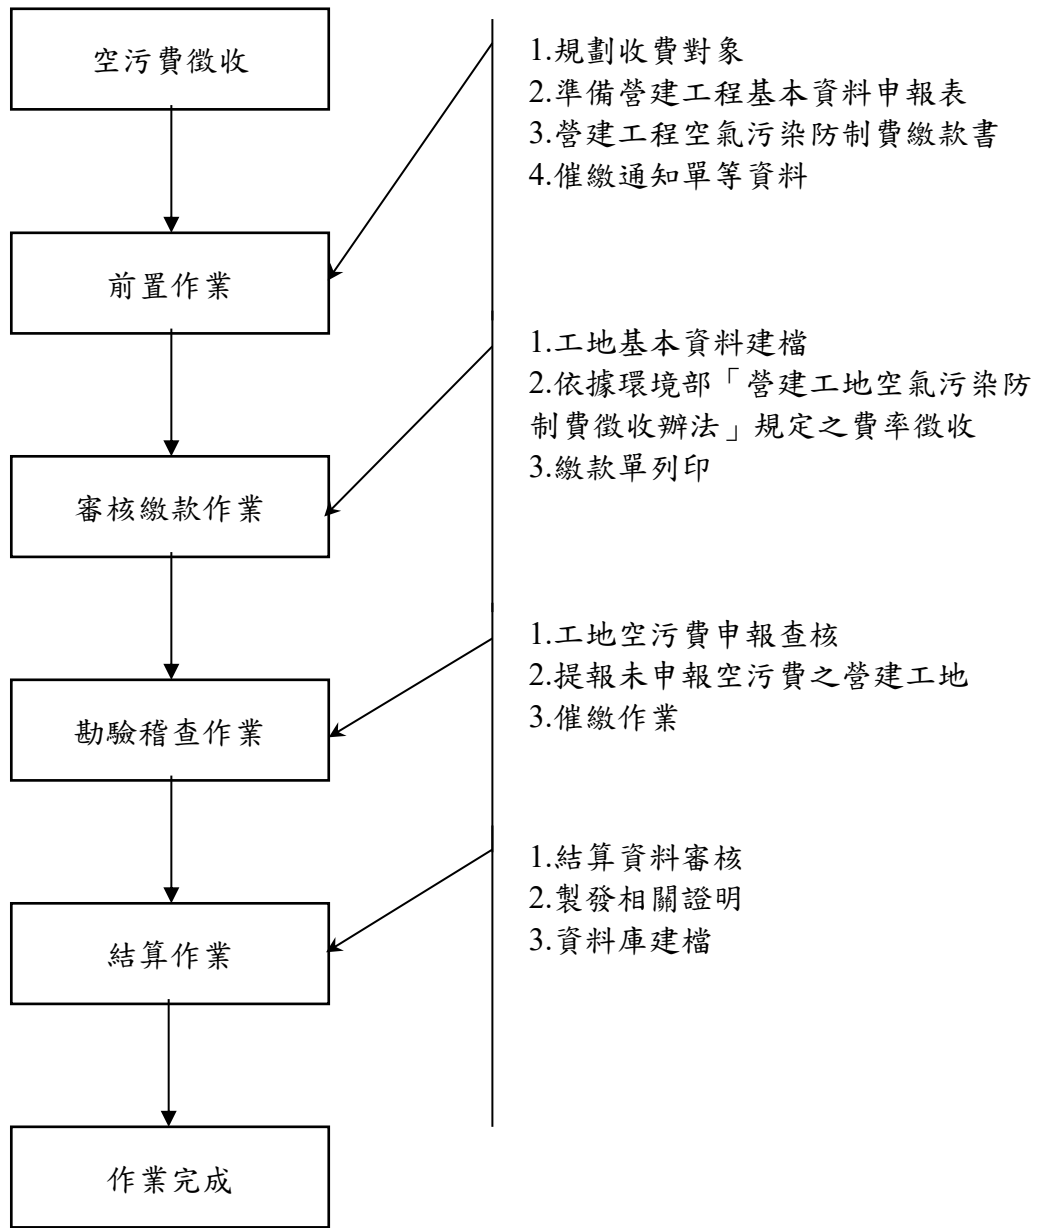 空污費徵收
1.規劃收費對象
2.準備營建工程基本資料申報表
3.營建工程空氣污染防制費繳款書
4.催繳通知單等資料
前置作業
1.工地基本資料建檔
2.依據環境部「營建工地空氣污染防
制費徵收辦法」規定之費率徵收
3.繳款單列印
審核繳款作業
1.工地空污費申報查核
2.提報未申報空污費之營建工地
3.催繳作業
勘驗稽查作業
1.結算資料審核
2.製發相關證明
3.資料庫建檔
結算作業
作業完成